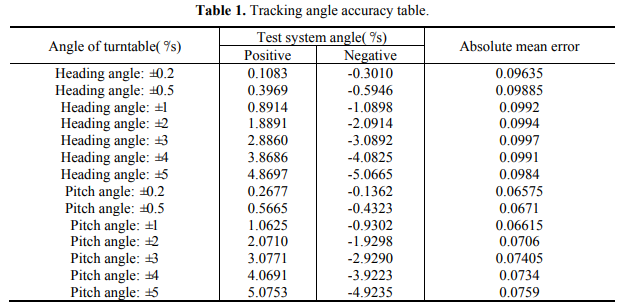 Table 1. Tracking angle accuracy table.
Angle of turntable( º/s) Test system angle( º/s) Absolute mean error
Positive Negative
Heading angle: ±0.2 0.1083 -0.3010 0.09635
Heading angle: ±0.5 0.3969 -0.5946 0.09885
Heading angle: ±1 0.8914 -1.0898 0.0992
Heading angle: ±2 1.8891 -2.0914 0.0994
Heading angle: ±3 2.8860 -3.0892 0.0997
Heading angle: ±4 3.8686 -4.0825 0.0991
Heading angle: ±5 4.8697 -5.0665 0.0984
Pitch angle: ±0.2 0.2677 -0.1362 0.06575
Pitch angle: ±0.5 0.5665 -0.4323 0.0671
Pitch angle: ±1 1.0625 -0.9302 0.06615
Pitch angle: ±2 2.0710 -1.9298 0.0706
Pitch angle: ±3 3.0771 -2.9290 0.07405
Pitch angle: ±4 4.0691 -3.9223 0.0734
Pitch angle: ±5 5.0753 -4.9235 0.0759